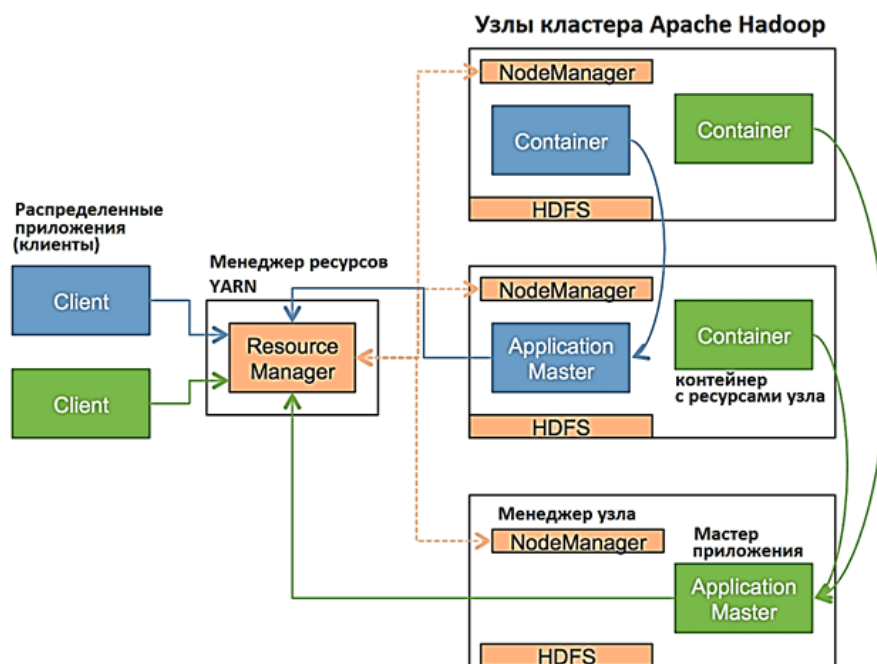 Узлы кластера Apache Hadoop
NodeManager
Container
Container
HDFS
Распределенные
приложения
(клиенты)
Client
Client
Менеджер ресурсов
YARN
Resource
Manager
NodeManager
Application
Master
Container
контейнер
с ресурсами узла
HDFS
Менеджер узла
NodeManager
Мастер
приложения
Application
Master
HDFS